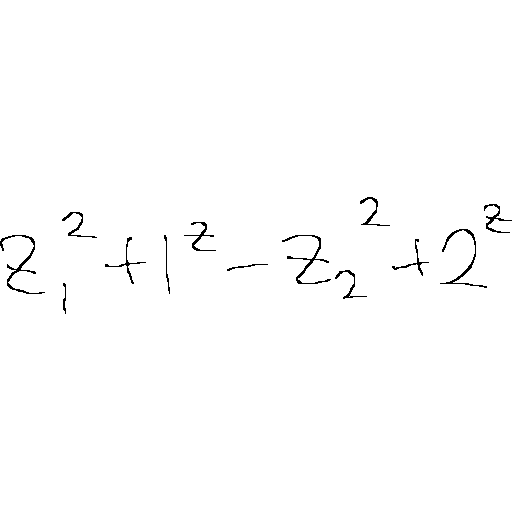 z_1^2 + 1^z - z_2^2 + 2^z